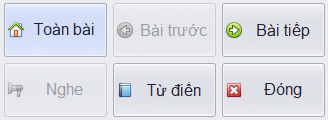 Toàn bài
Bài trước
Bài tiếp
Nghe
Từ điển
Đóng